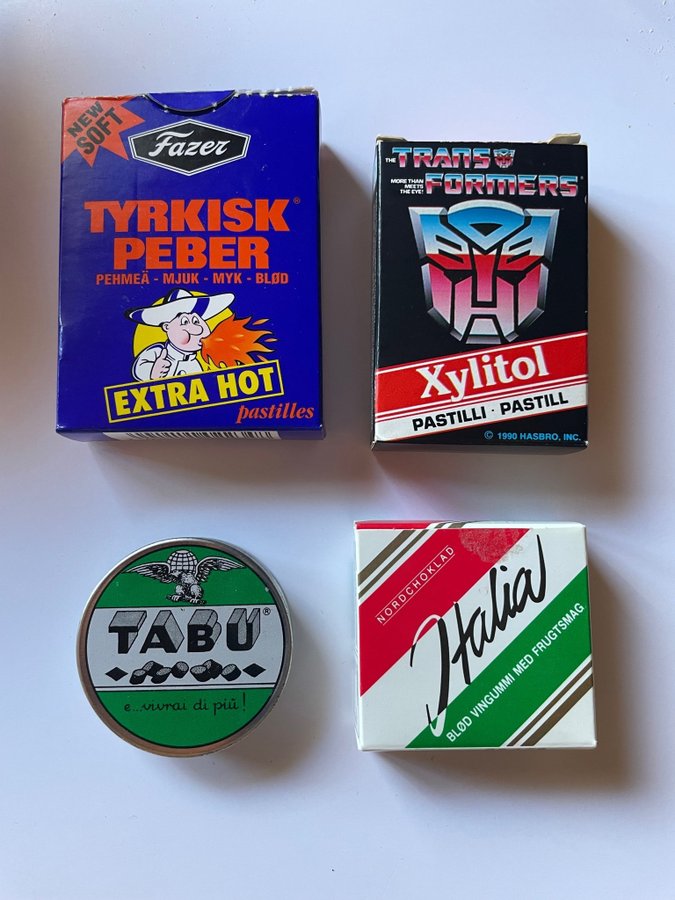 NEW
SOFT
Fazer
TYRKISK®
PEBER
PEHMEÄ - MJUK - MYK - BLØD
EXTRA HOT
pastilles
THE TRANS
MORE THAN
MEETS
THE EYE!
FORMERS
Xylitol
PASTILLI · PASTILL
© 1990 HASBRO, INC.
TABU®
e...vivrai di più!
NORDCHOKLAD
Italia
BLØD VINGUMMI MED FRUGTSMAG